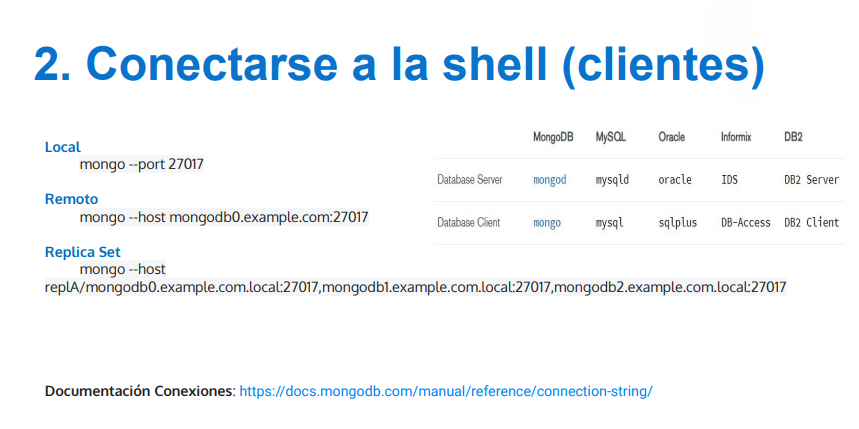 2. Conectarse a la shell (clientes)
Local
mongo --port 27017
Remoto
mongo --host mongodb0.example.com:27017
Replica Set
mongo --host
replA/mongodb0.example.com.local:27017,mongodb1.example.com.local:27017,mongodb2.example.com.local:27017
MongoDB MySQL Oracle Informix DB2
Database Server mongod mysqld oracle IDS DB2 Server
Database Client mongo mysql sqlplus DB-Access DB2 Client
Documentación Conexiones: https://docs.mongodb.com/manual/reference/connection-string/